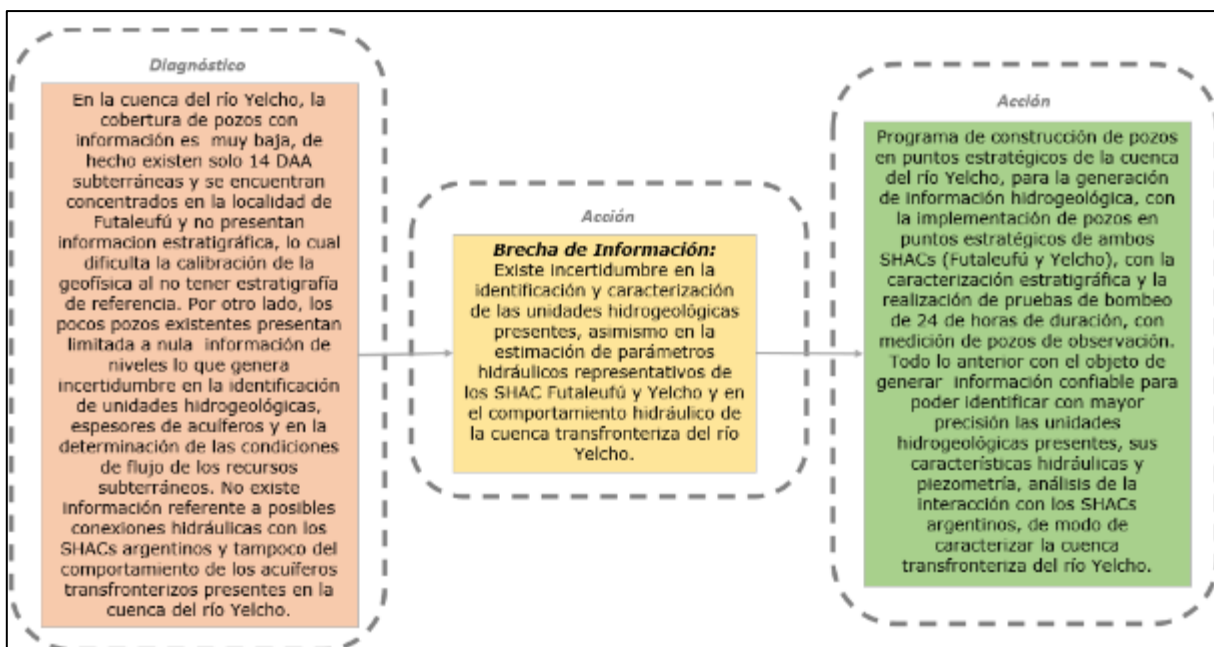 Diagnóstico
En la cuenca del río Yelcho, la
cobertura de pozos con
información es muy baja, de
hecho existen solo 14 DAA
subterráneas y se encuentran
concentrados en la localidad de
Futaleufú y no presentan
informacion estratigráfica, lo cual
dificulta la calibración de la
geofísica al no tener estratigrafía
de referencia. Por otro lado, los
pocos pozos existentes presentan
limitada a nula información de
niveles lo que genera
incertidumbre en la identificación
de unidades hidrogeológicas,
espesores de acuíferos y en la
determinación de las condiciones
de flujo de los recursos
subterráneos. No existe
información referente a posibles
conexiones hidráulicas con los
SHACs argentinos y tampoco del
comportamiento de los acuíferos
transfronterizos presentes en la
cuenca del río Yelcho.
Acción
Brecha de Información:
Existe incertidumbre en la
identificación y caracterización
de las unidades hidrogeológicas
presentes, asimismo en la
estimación de parámetros
hidráulicos representativos de
los SHAC Futaleufú y Yelcho y en
el comportamiento hidráulico de
la cuenca transfronteriza del río
Yelcho.
Acción
Programa de construcción de pozos
en puntos estratégicos de la cuenca
del río Yelcho, para la generación
de información hidrogeológica, con
la implementación de pozos en
puntos estratégicos de ambos
SHACs (Futaleufú y Yelcho), con la
caracterización estratigráfica y la
realización de pruebas de bombeo
de 24 de horas de duración, con
medición de pozos de observación.
Todo lo anterior con el objeto de
generar información confiable para
poder identificar con mayor
precisión las unidades
hidrogeológicas presentes, sus
características hidráulicas y
piezometría, análisis de la
interacción con los SHACs
argentinos, de modo de
caracterizar la cuenca
transfronteriza del río Yelcho.